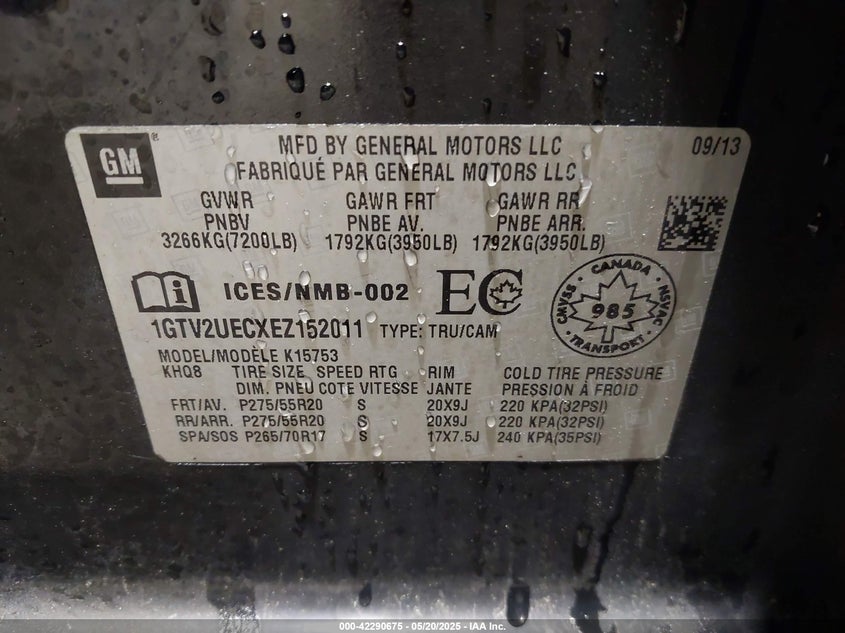 GM
MFD BY GENERAL MOTORS LLC 09/13
FABRIQUÉ PAR GENERAL MOTORS LLC
GVWR GAWR FRT GAWR RR
PNBV PNBE AV. PNBE ARR.
3266KG(7200LB) 1792KG(3950LB) 1792KG(3950LB)
ICES/NMB-002 EC
CANADA CMVSS 985 NSVAC TRANSPORT
1GTV2UECXEZ152011 TYPE: TRU/CAM
MODEL/MODÈLE K15753
KHQ8 TIRE SIZE SPEED RTG RIM COLD TIRE PRESSURE
DIM. PNEU COTE VITESSE JANTE PRESSION À FROID
FRT/AV. P275/55R20 S 20X9J 220 KPA(32PSI)
RR/ARR. P275/55R20 S 20X9J 220 KPA(32PSI)
SPA/SOS P265/70R17 S 17X7.5J 240 KPA(35PSI)
000-42290675 - 05/20/2025 - IAA Inc.